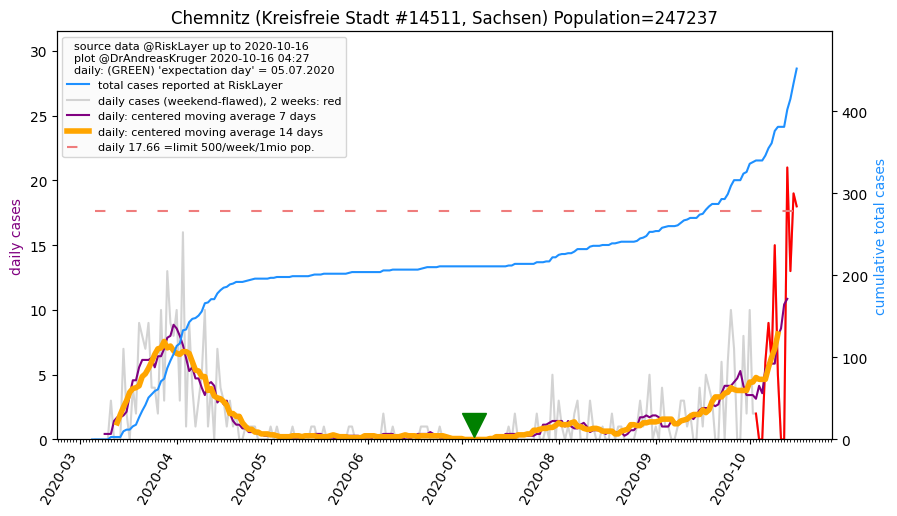 Chemnitz (Kreisfreie Stadt #14511, Sachsen) Population=247237
source data @RiskLayer up to 2020-10-16
plot @DrAndreasKruger 2020-10-16 04:27
daily: (GREEN) 'expectation day' = 05.07.2020
total cases reported at RiskLayer
daily cases (weekend-flawed), 2 weeks: red
daily: centered moving average 7 days
daily: centered moving average 14 days
daily 17.66 =limit 500/week/1mio pop.
daily cases
30
25
20
15
10
5
0
cumulative total cases
400
300
200
100
0
2020-03
2020-04
2020-05
2020-06
2020-07
2020-08
2020-09
2020-10